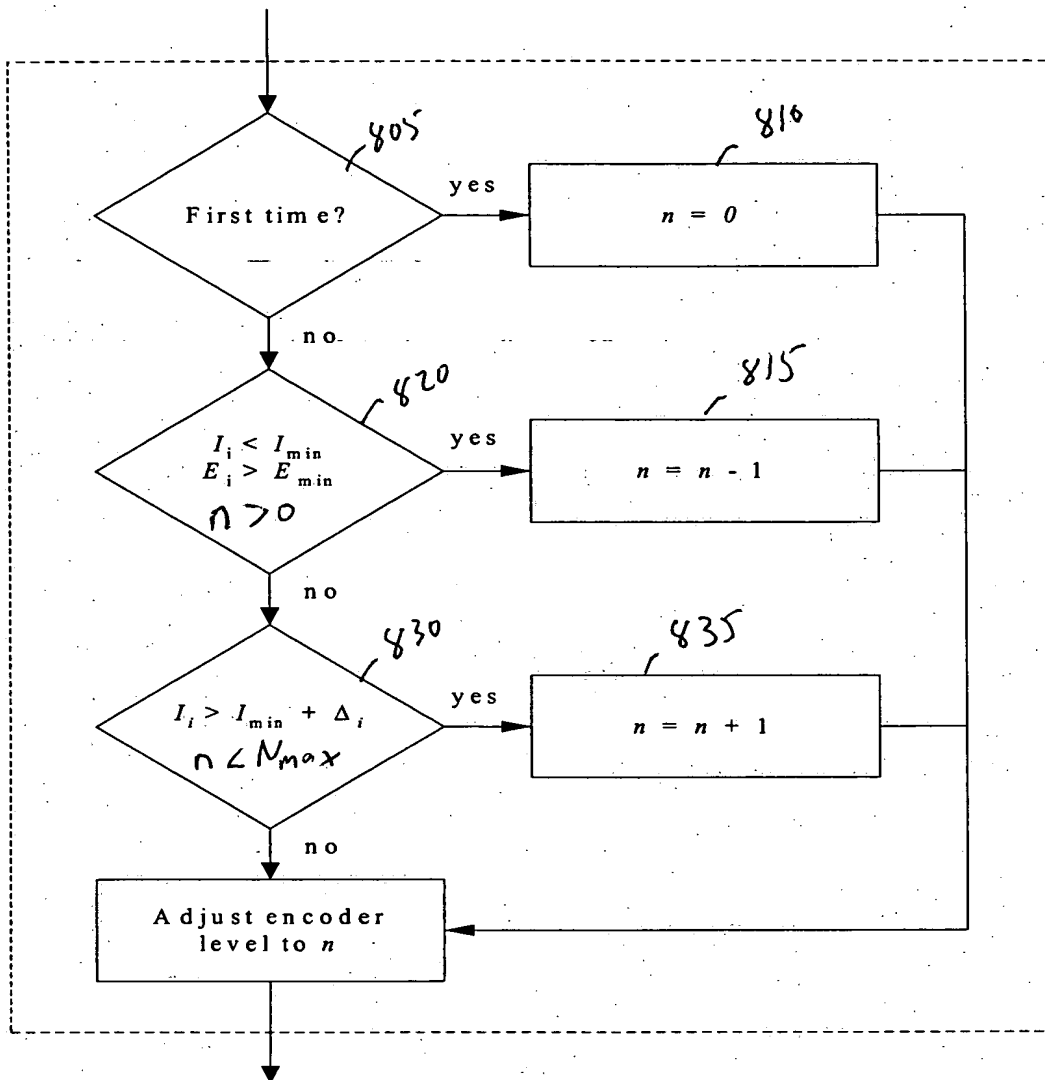 805
810
First time?
yes
n = 0
no
820
815
I_i < I_min
E_i > E_min
n > 0
yes
n = n - 1
no
830
835
I_i > I_min + Δ_i
n < N_max
yes
n = n + 1
no
Adjust encoder
level to n